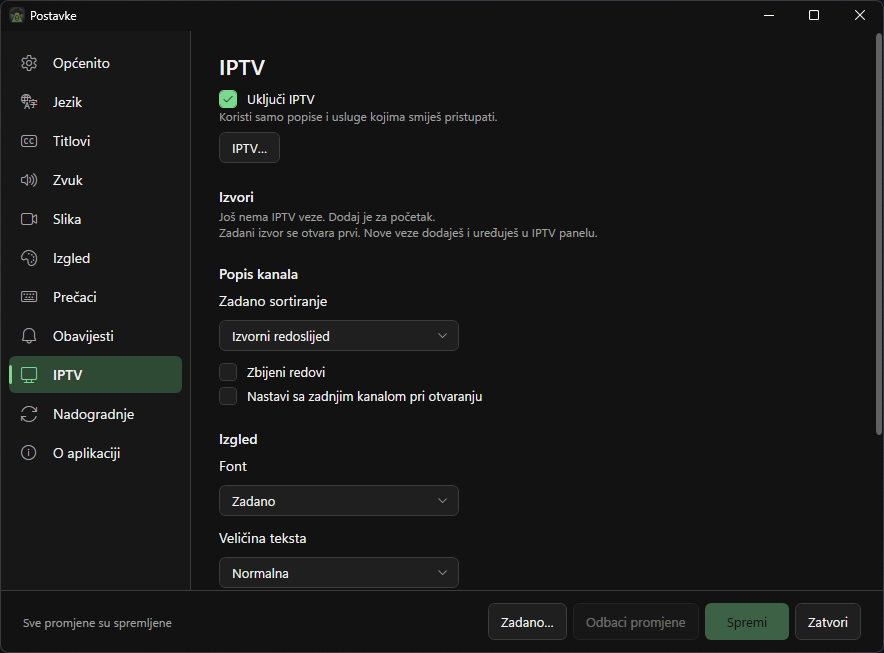 Postavke
Općenito
Jezik
Titlovi
Zvuk
Slika
Izgled
Prečaci
Obavijesti
IPTV
Nadogradnje
O aplikaciji
IPTV
Uključi IPTV
Koristi samo popise i usluge kojima smiješ pristupati.
IPTV...
Izvori
Još nema IPTV veze. Dodaj je za početak.
Zadani izvor se otvara prvi. Nove veze dodaješ i uređuješ u IPTV panelu.
Popis kanala
Zadano sortiranje
Izvorni redoslijed
Zbijeni redovi
Nastavi sa zadnjim kanalom pri otvaranju
Izgled
Font
Zadano
Veličina teksta
Normalna
Sve promjene su spremljene
Zadano...
Odbaci promjene
Spremi
Zatvori